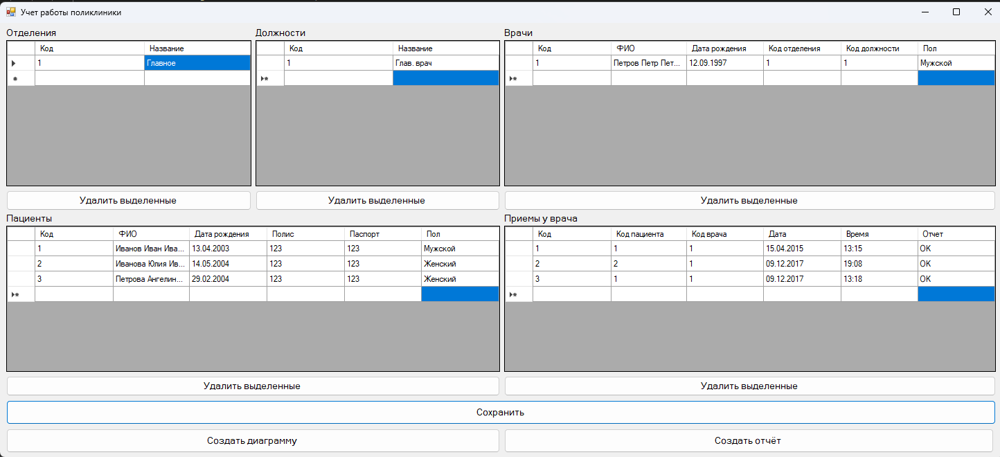 Учет работы поликлиники
Отделения
Код Название
1 Главное
Удалить выделенные
Должности
Код Название
1 Глав. врач
Удалить выделенные
Врачи
Код ФИО Дата рождения Код отделения Код должности Пол
1 Петров Петр Пет... 12.09.1997 1 1 Мужской
Удалить выделенные
Пациенты
Код ФИО Дата рождения Полис Паспорт Пол
1 Иванов Иван Ива... 13.04.2003 123 123 Мужской
2 Иванова Юлия Ив... 14.05.2004 123 123 Женский
3 Петрова Ангелин... 29.02.2004 123 123 Женский
Удалить выделенные
Приемы у врача
Код Код пациента Код врача Дата Время Отчет
1 1 1 15.04.2015 13:15 ОК
2 2 1 09.12.2017 19:08 ОК
3 1 1 09.12.2017 13:18 ОК
Удалить выделенные
Сохранить
Создать диаграмму
Создать отчёт